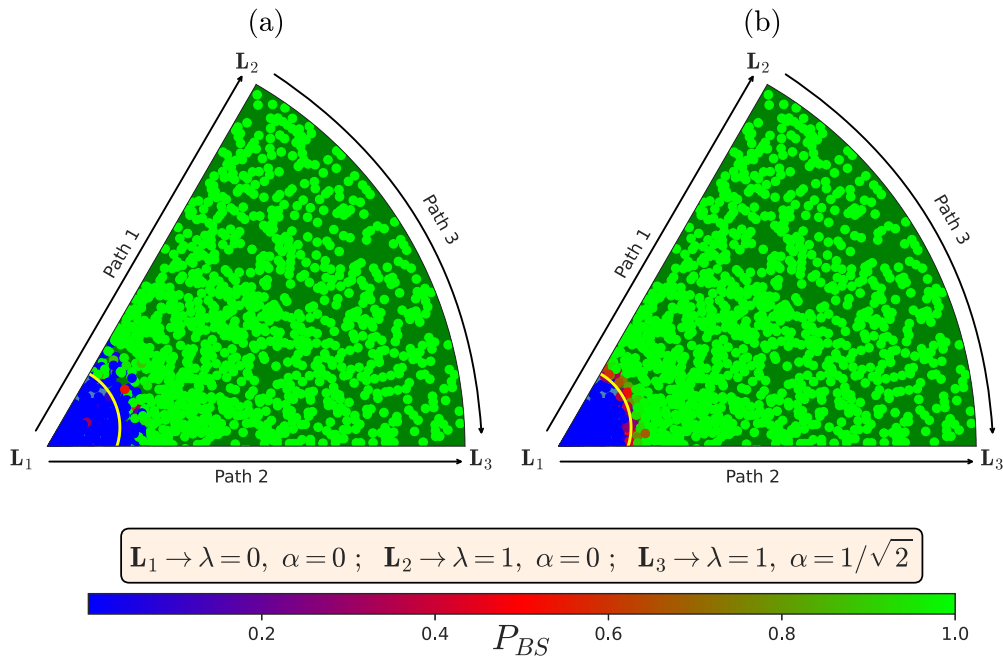 (a)
(b)
L₂
L₂
Path 1
Path 3
Path 1
Path 3
L₁
L₃
L₁
L₃
Path 2
Path 2
L₁ → λ = 0, α = 0 ; L₂ → λ = 1, α = 0 ; L₃ → λ = 1, α = 1/√2
0.2 0.4 0.6 0.8 1.0
P_BS